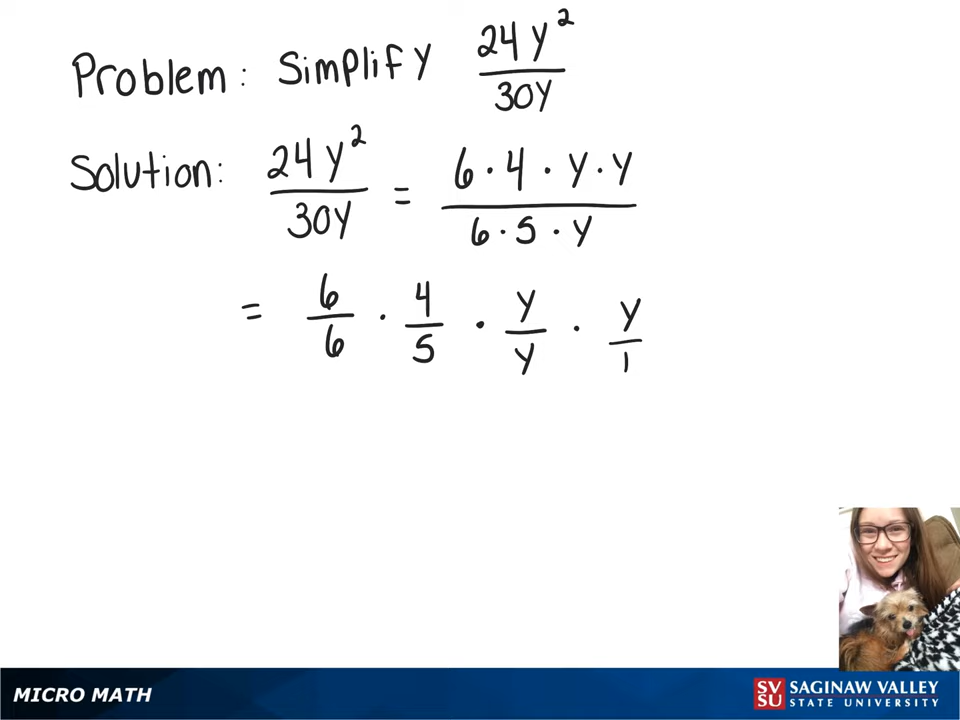 Problem: Simplify 24y²/30y
Solution: 24y²/30y = 6·4·y·y/6·5·y
= 6/6 · 4/5 · y/y · y/1
MICRO MATH
SVSU SAGINAW VALLEY
STATE UNIVERSITY